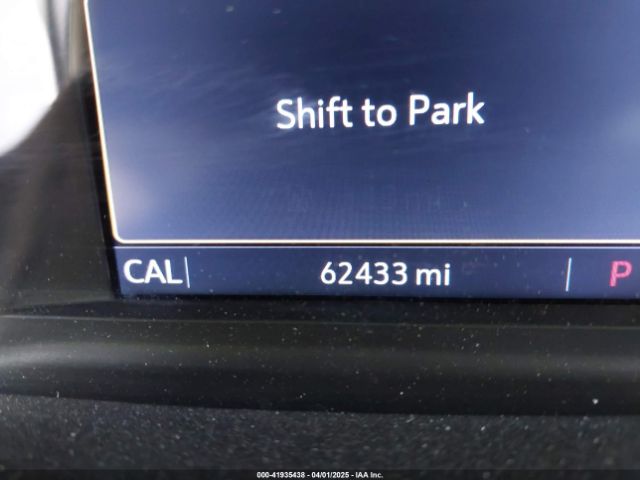 Shift to Park
CAL 62433 mi P
000-41935438 - 04/01/2025 - IAA Inc.